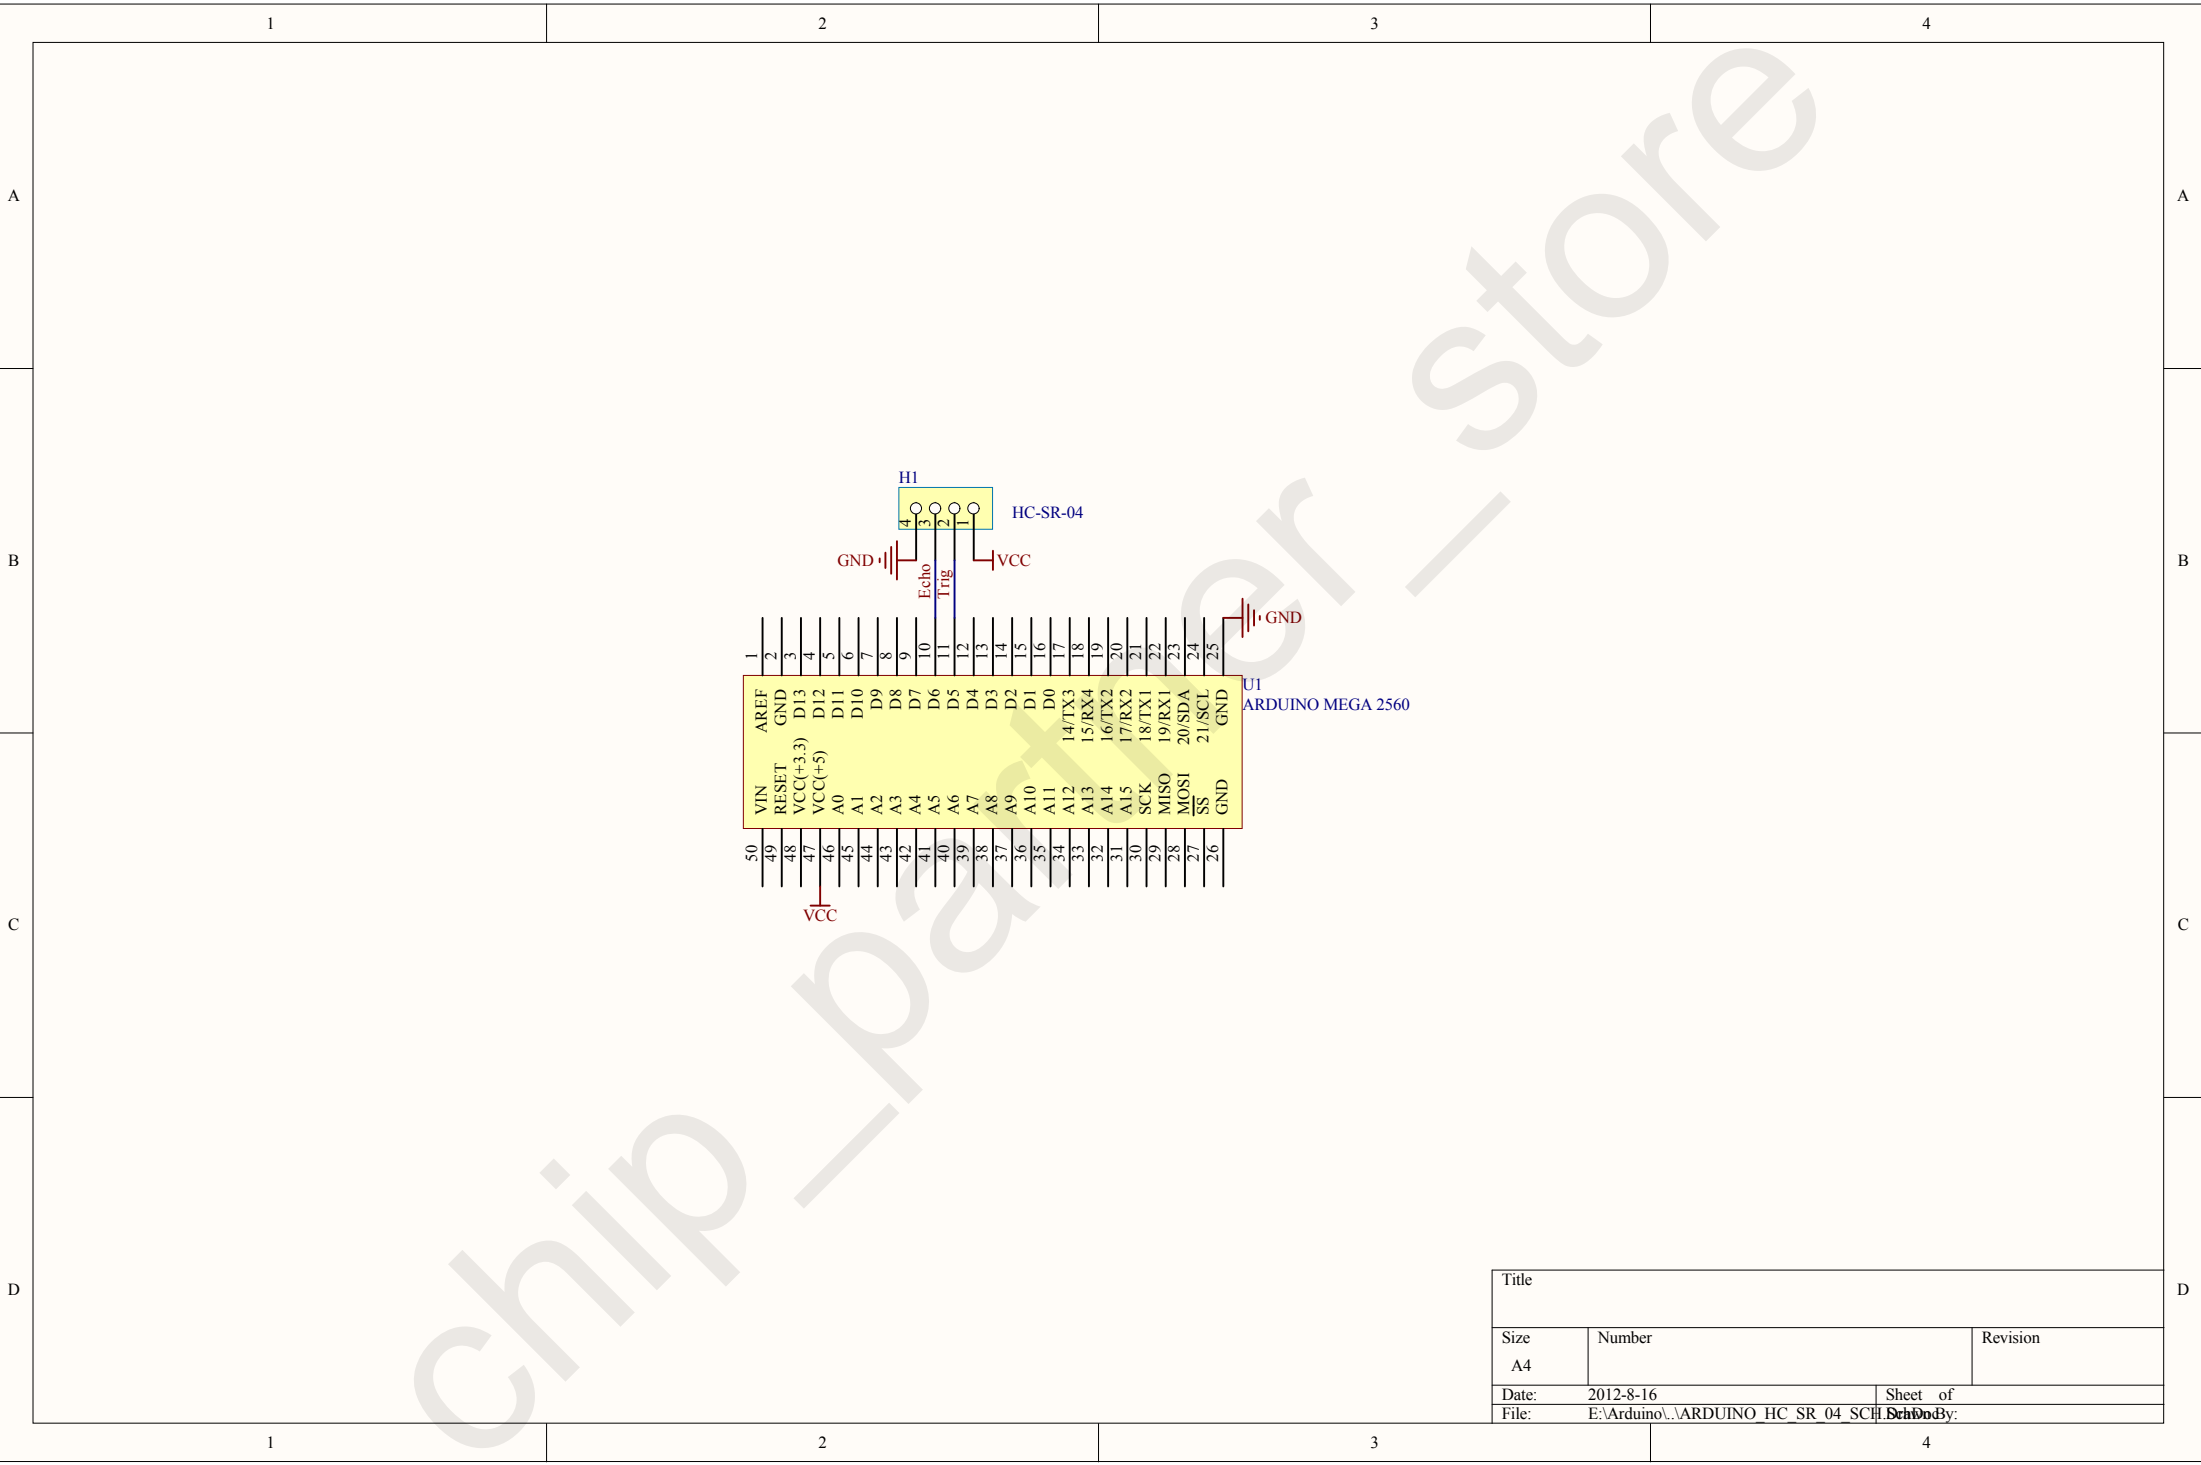 1 2 3 4
A A
H1
4 3 2 1
HC-SR-04
B GND VCC B
Echo
Trig
GND
1 2 3 4 5 6 7 8 9 10 11 12 13 14 15 16 17 18 19 20 21 22 23 24 25
U1
ARDUINO MEGA 2560
AREF GND D13 D12 D11 D10 D9 D8 D7 D6 D5 D4 D3 D2 D1 D0 14/TX3 15/RX4 16/TX2 17/RX2 18/TX1 19/RX1 20/SDA 21/SCL GND
VIN RESET VCC(+3.3) VCC(+5) A0 A1 A2 A3 A4 A5 A6 A7 A8 A9 A10 A11 A12 A13 A14 A15 SCK MISO MOSI SS GND
50 49 48 47 46 45 44 43 42 41 40 39 38 37 36 35 34 33 32 31 30 29 28 27 26
VCC
C C
chip_partner_store
D D
Title
Size Number Revision
A4
Date: 2012-8-16 Sheet of
File: E:\Arduino\..\ARDUINO_HC_SR_04_SCH.SchDoc Drawn By:
1 2 3 4